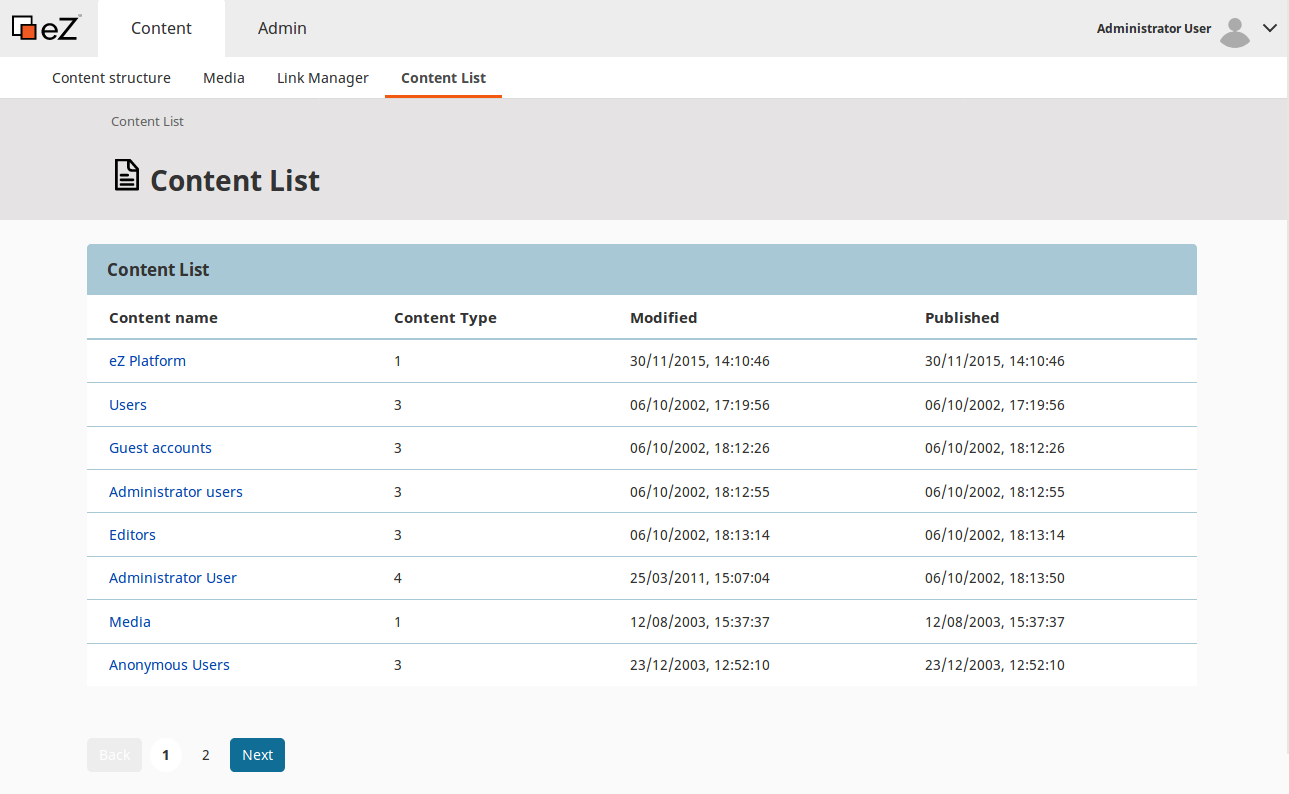 eZ Content Admin Administrator User
Content structure Media Link Manager Content List
Content List
Content List
Content List
Content name Content Type Modified Published
eZ Platform 1 30/11/2015, 14:10:46 30/11/2015, 14:10:46
Users 3 06/10/2002, 17:19:56 06/10/2002, 17:19:56
Guest accounts 3 06/10/2002, 18:12:26 06/10/2002, 18:12:26
Administrator users 3 06/10/2002, 18:12:55 06/10/2002, 18:12:55
Editors 3 06/10/2002, 18:13:14 06/10/2002, 18:13:14
Administrator User 4 25/03/2011, 15:07:04 06/10/2002, 18:13:50
Media 1 12/08/2003, 15:37:37 12/08/2003, 15:37:37
Anonymous Users 3 23/12/2003, 12:52:10 23/12/2003, 12:52:10
Back 1 2 Next